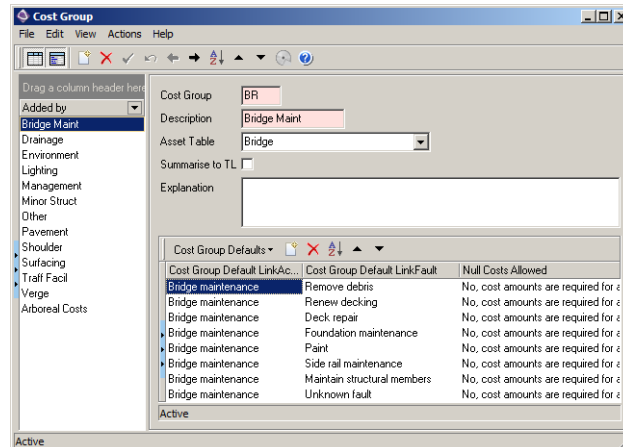 Cost Group
File Edit View Actions Help
Drag a column header here
Added by
Bridge Maint
Drainage
Environment
Lighting
Management
Minor Struct
Other
Pavement
Shoulder
Surfacing
Traff Facil
Verge
Arboreal Costs
Cost Group BR
Description Bridge Maint
Asset Table Bridge
Summarise to TL
Explanation
Cost Group Defaults
Cost Group Default LinkAc... Cost Group Default LinkFault Null Costs Allowed
Bridge maintenance Remove debris No, cost amounts are required for a
Bridge maintenance Renew decking No, cost amounts are required for a
Bridge maintenance Deck repair No, cost amounts are required for a
Bridge maintenance Foundation maintenance No, cost amounts are required for a
Bridge maintenance Paint No, cost amounts are required for a
Bridge maintenance Side rail maintenance No, cost amounts are required for a
Bridge maintenance Maintain structural members No, cost amounts are required for a
Bridge maintenance Unknown fault No, cost amounts are required for a
Active
Active